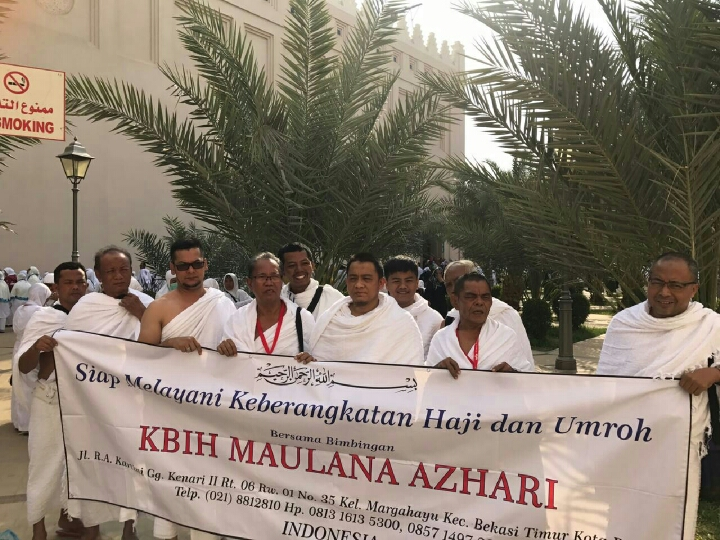 ممنوع
SMOKING
بسم الله الرحمن الرحيم
Siap Melayani Keberangkatan Haji dan Umroh
Bersama Bimbingan
KBIH MAULANA AZHARI
Jl. R.A. Gg. Kenari II Rt. 06 Rw. 01 No. 35 Kel. Margahayu Kec. Bekasi Timur Kota
Telp. (021) 8812810 Hp. 0813 1613 5300, 0857 1497
INDONESIA